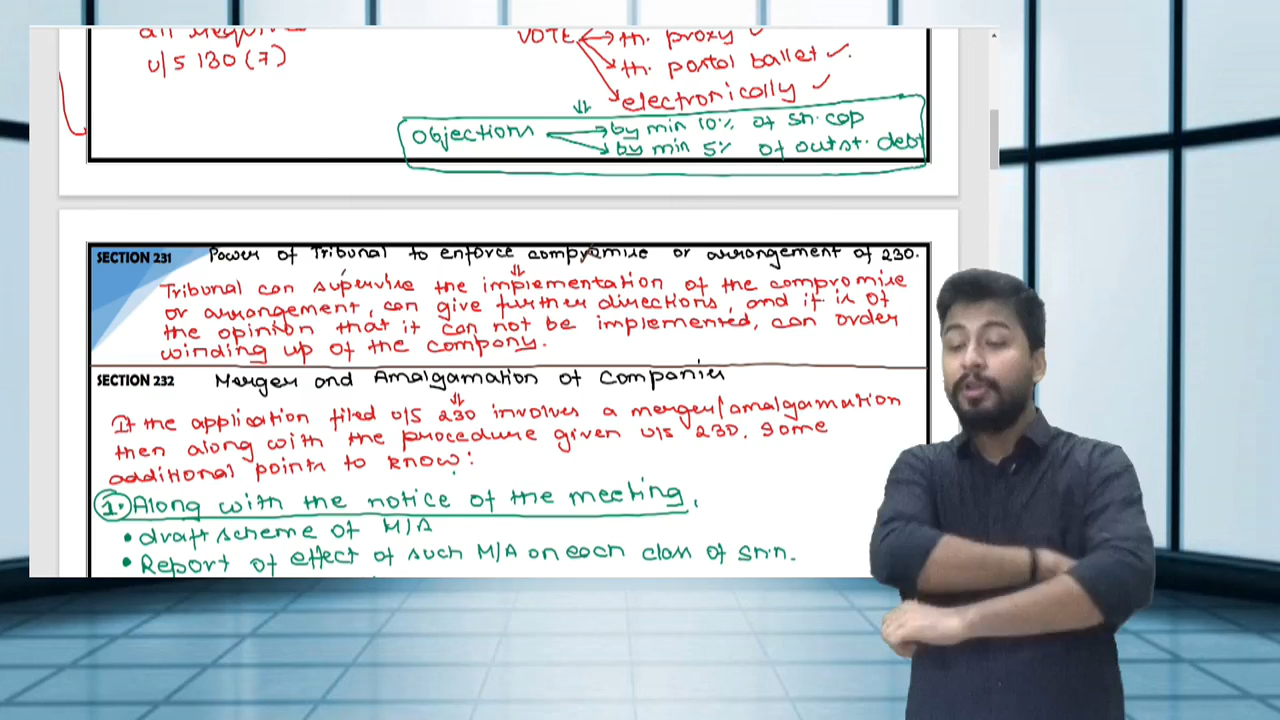 u/s 130 (7)
VOTE → th. proxy ✓
th. postal ballet ✓.
electronically ✓
Objections → by min 10% of sh. cap
by min 5% of outst. debt
SECTION 231 Power of Tribunal to enforce compromise or arrangement of 230.
Tribunal can supervise the implementation of the compromise
or arrangement, can give further directions, and if is of
the opinion that it can not be implemented, can order
winding up of the company.
SECTION 232 Merger and Amalgamation of Companies
If the application filed u/s 230 involves a merger/amalgamation
then along with the procedure given u/s 230. Some
additional points to know:
1. Along with the notice of the meeting.
• draft scheme of M/A
• Report of effect of such M/A on each class of sh.h.